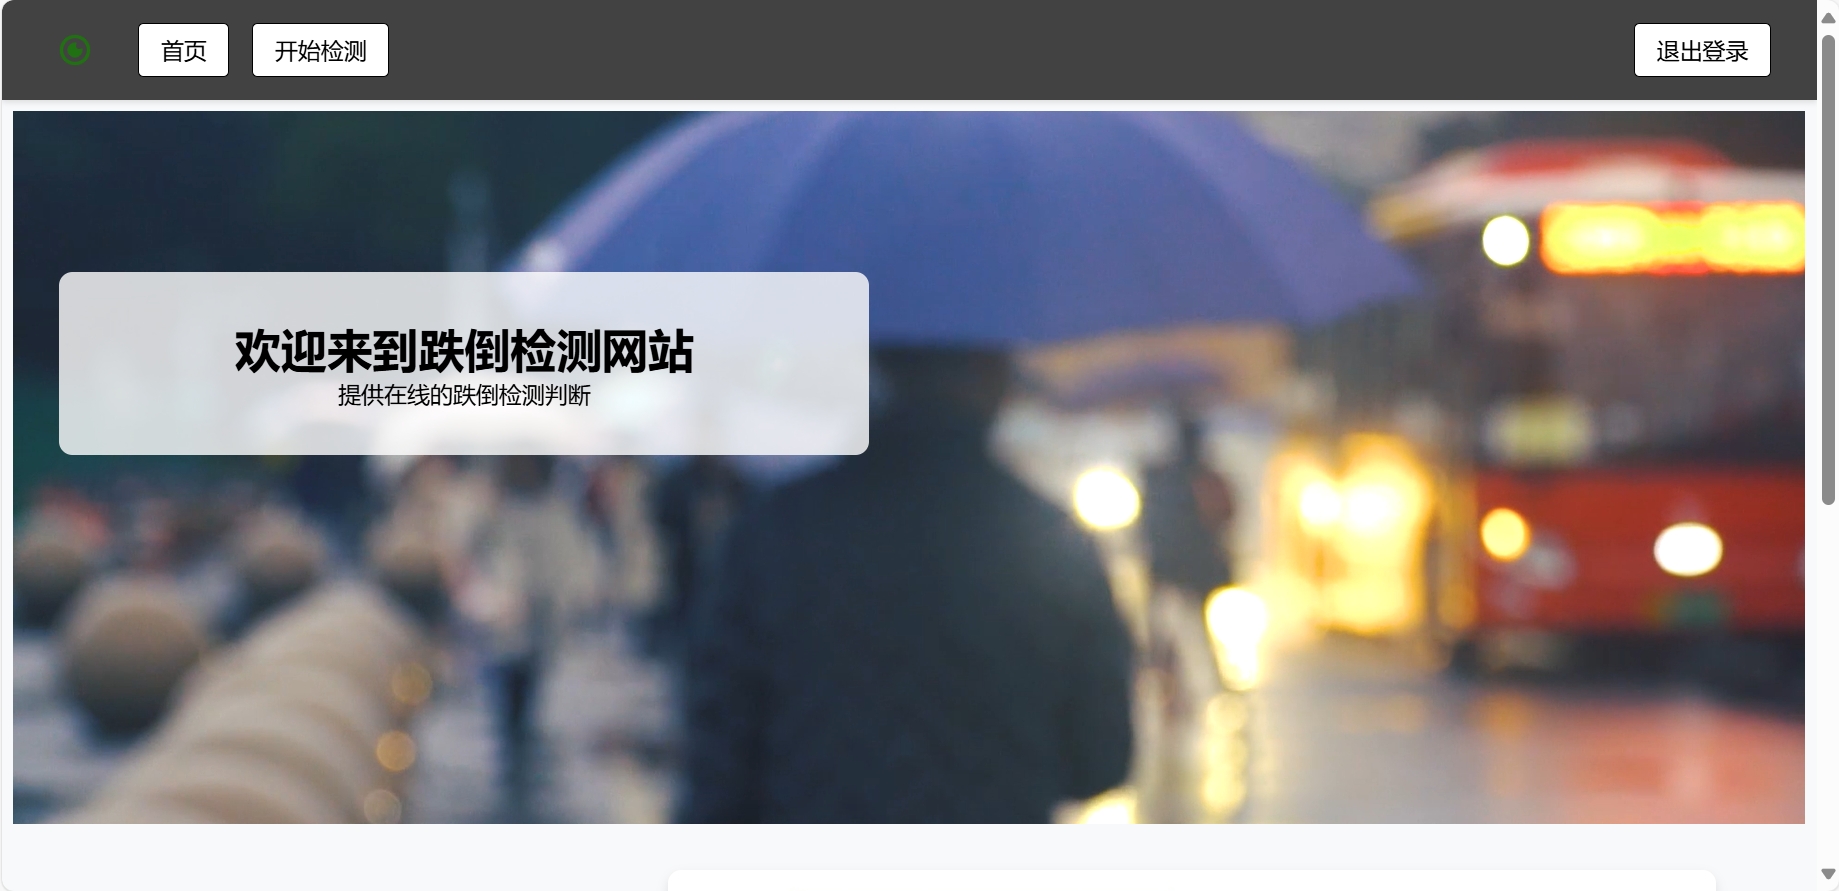 首页
开始检测
退出登录
欢迎来到跌倒检测网站
提供在线的跌倒检测判断